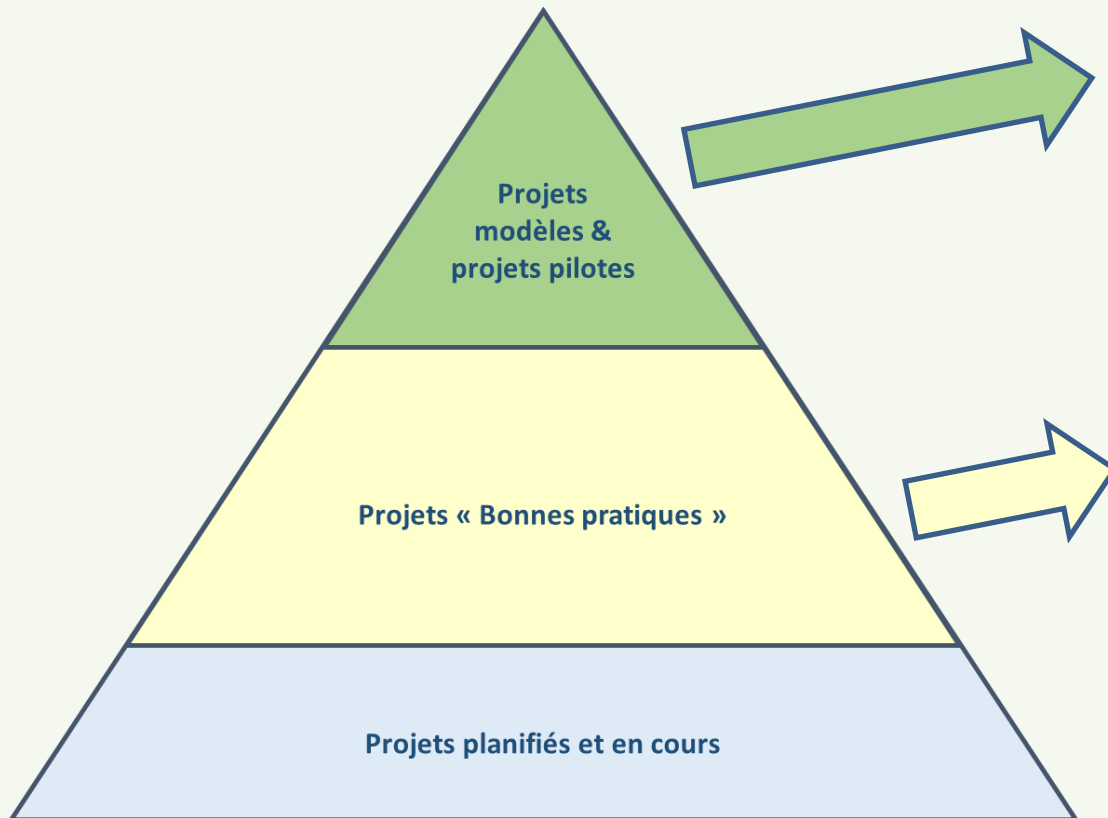 Projets
modèles &
projets pilotes
Projets « Bonnes pratiques »
Projets planifiés et en cours